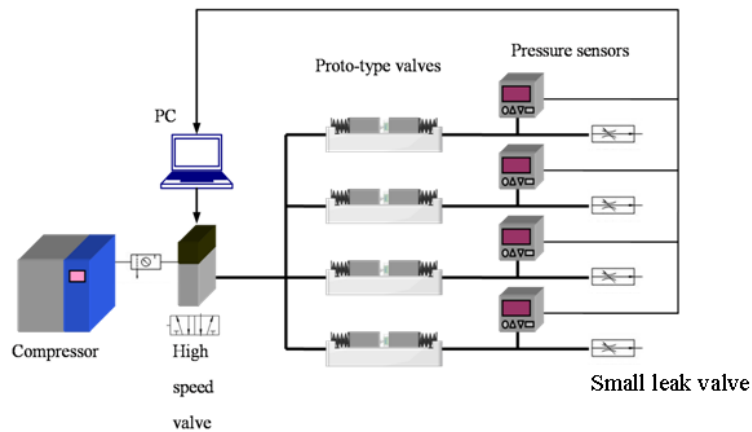 Pressure sensors
Proto-type valves
PC
Compressor
High
speed
valve
Small leak valve